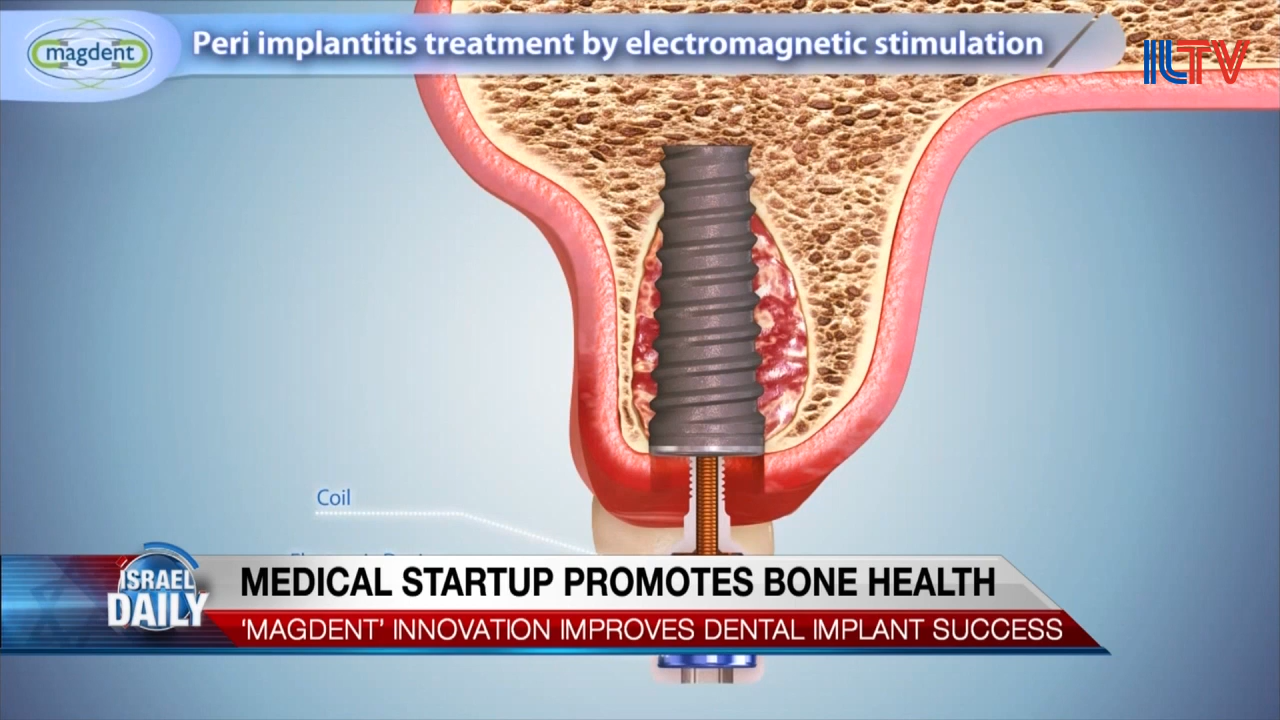 magdent
Peri implantitis treatment by electromagnetic stimulation
ILTV
Coil
ISRAEL
DAILY
MEDICAL STARTUP PROMOTES BONE HEALTH
‘MAGDENT’ INNOVATION IMPROVES DENTAL IMPLANT SUCCESS